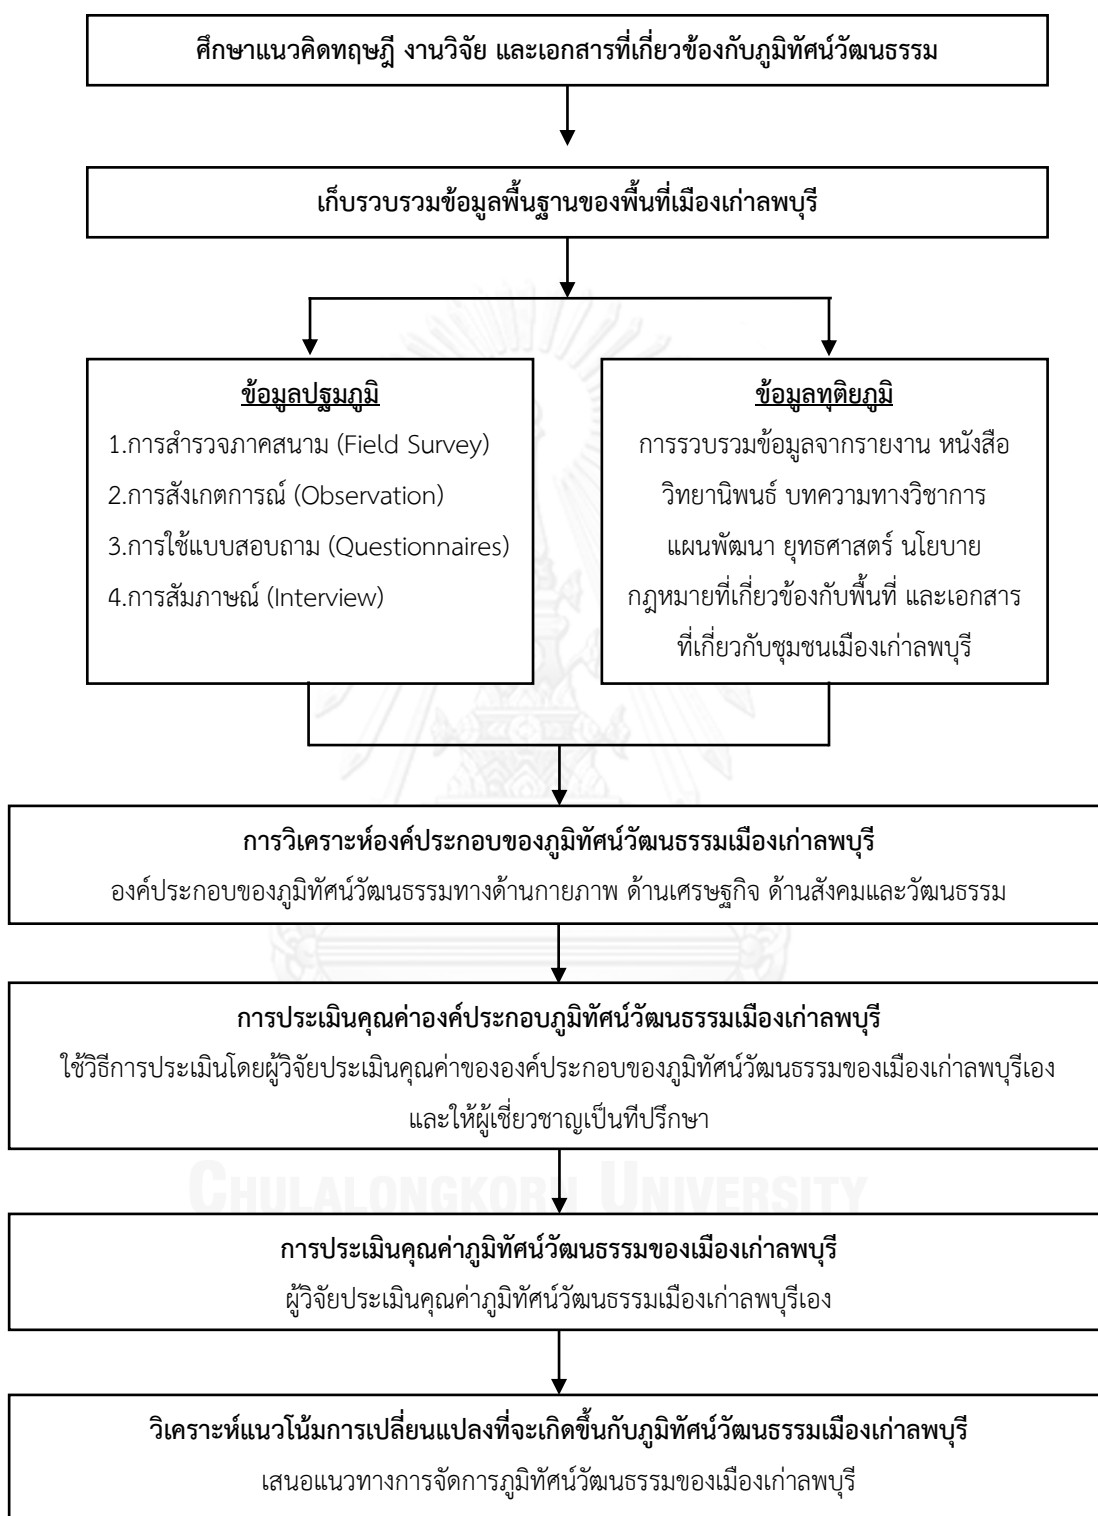 ศึกษาแนวคิดทฤษฎี งานวิจัย และเอกสารที่เกี่ยวข้องกับภูมิทัศน์วัฒนธรรม
เก็บรวบรวมข้อมูลพื้นฐานของพื้นที่เมืองเก่าลพบุรี
ข้อมูลปฐมภูมิ
1.การสำรวจภาคสนาม (Field Survey)
2.การสังเกตการณ์ (Observation)
3.การใช้แบบสอบถาม (Questionnaires)
4.การสัมภาษณ์ (Interview)
ข้อมูลทุติยภูมิ
การรวบรวมข้อมูลจากรายงาน หนังสือ
วิทยานิพนธ์ บทความทางวิชาการ
แผนพัฒนา ยุทธศาสตร์ นโยบาย
กฎหมายที่เกี่ยวข้องกับพื้นที่ และเอกสาร
ที่เกี่ยวกับชุมชนเมืองเก่าลพบุรี
การวิเคราะห์องค์ประกอบของภูมิทัศน์วัฒนธรรมเมืองเก่าลพบุรี
องค์ประกอบของภูมิทัศน์วัฒนธรรมทางด้านกายภาพ ด้านเศรษฐกิจ ด้านสังคมและวัฒนธรรม
การประเมินคุณค่าองค์ประกอบภูมิทัศน์วัฒนธรรมเมืองเก่าลพบุรี
ใช้วิธีการประเมินโดยผู้วิจัยประเมินคุณค่าขององค์ประกอบของภูมิทัศน์วัฒนธรรมของเมืองเก่าลพบุรีเอง
และให้ผู้เชี่ยวชาญเป็นทีปรึกษา
CHULALONGKORN UNIVERSITY
การประเมินคุณค่าภูมิทัศน์วัฒนธรรมของเมืองเก่าลพบุรี
ผู้วิจัยประเมินคุณค่าภูมิทัศน์วัฒนธรรมเมืองเก่าลพบุรีเอง
วิเคราะห์แนวโน้มการเปลี่ยนแปลงที่จะเกิดขึ้นกับภูมิทัศน์วัฒนธรรมเมืองเก่าลพบุรี
เสนอแนวทางการจัดการภูมิทัศน์วัฒนธรรมของเมืองเก่าลพบุรี